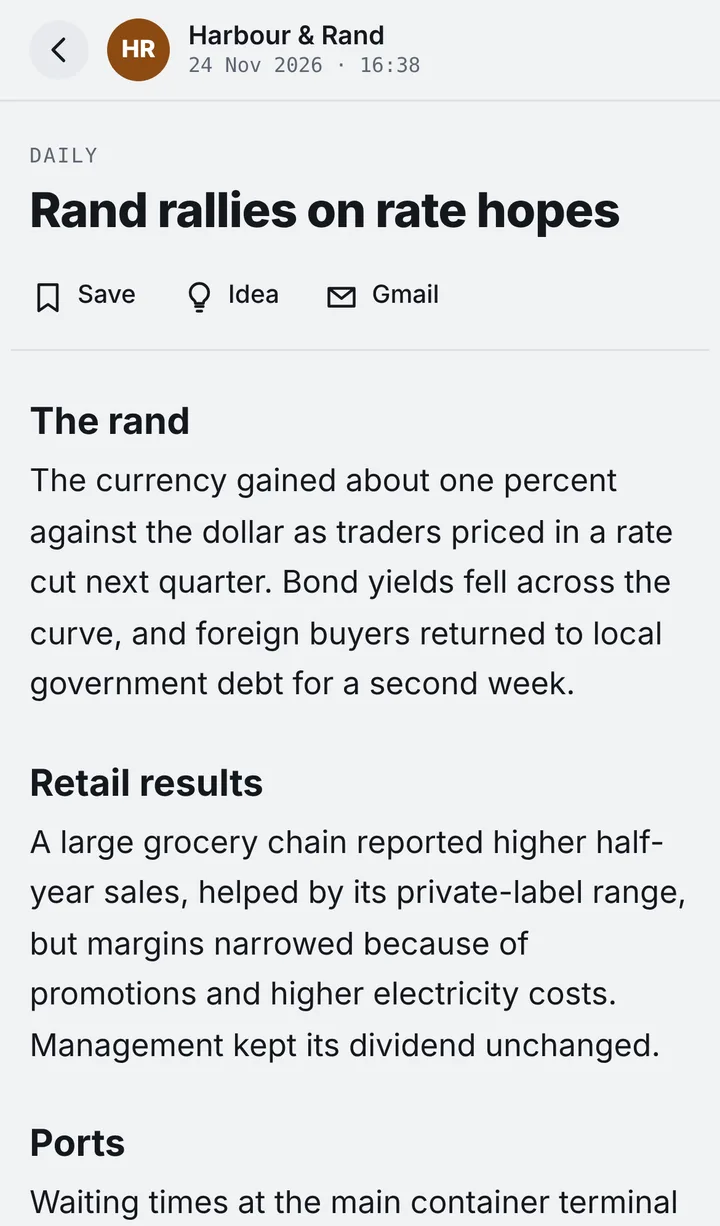 HR
Harbour & Rand
24 Nov 2026 · 16:38
DAILY
Rand rallies on rate hopes
Save
Idea
Gmail
The rand
The currency gained about one percent
against the dollar as traders priced in a rate
cut next quarter. Bond yields fell across the
curve, and foreign buyers returned to local
government debt for a second week.
Retail results
A large grocery chain reported higher half-
year sales, helped by its private-label range,
but margins narrowed because of
promotions and higher electricity costs.
Management kept its dividend unchanged.
Ports
Waiting times at the main container terminal